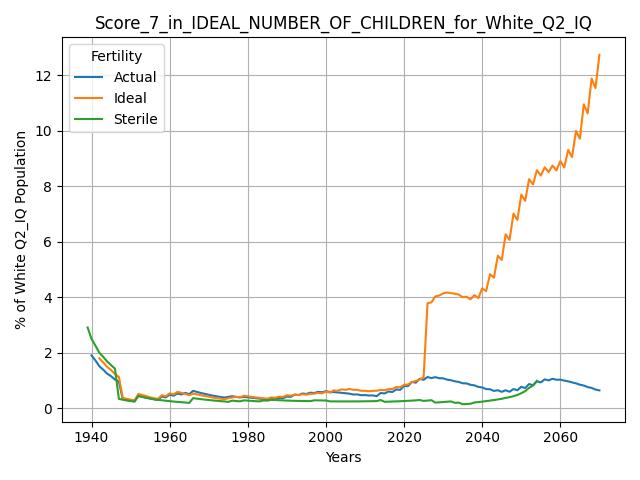 Score_7_in_IDEAL_NUMBER_OF_CHILDREN_for_White_Q2_IQ
Fertility
Actual
Ideal
Sterile
% of White Q2_IQ Population
12
10
8
6
4
2
0
1940 1960 1980 2000 2020 2040 2060
Years